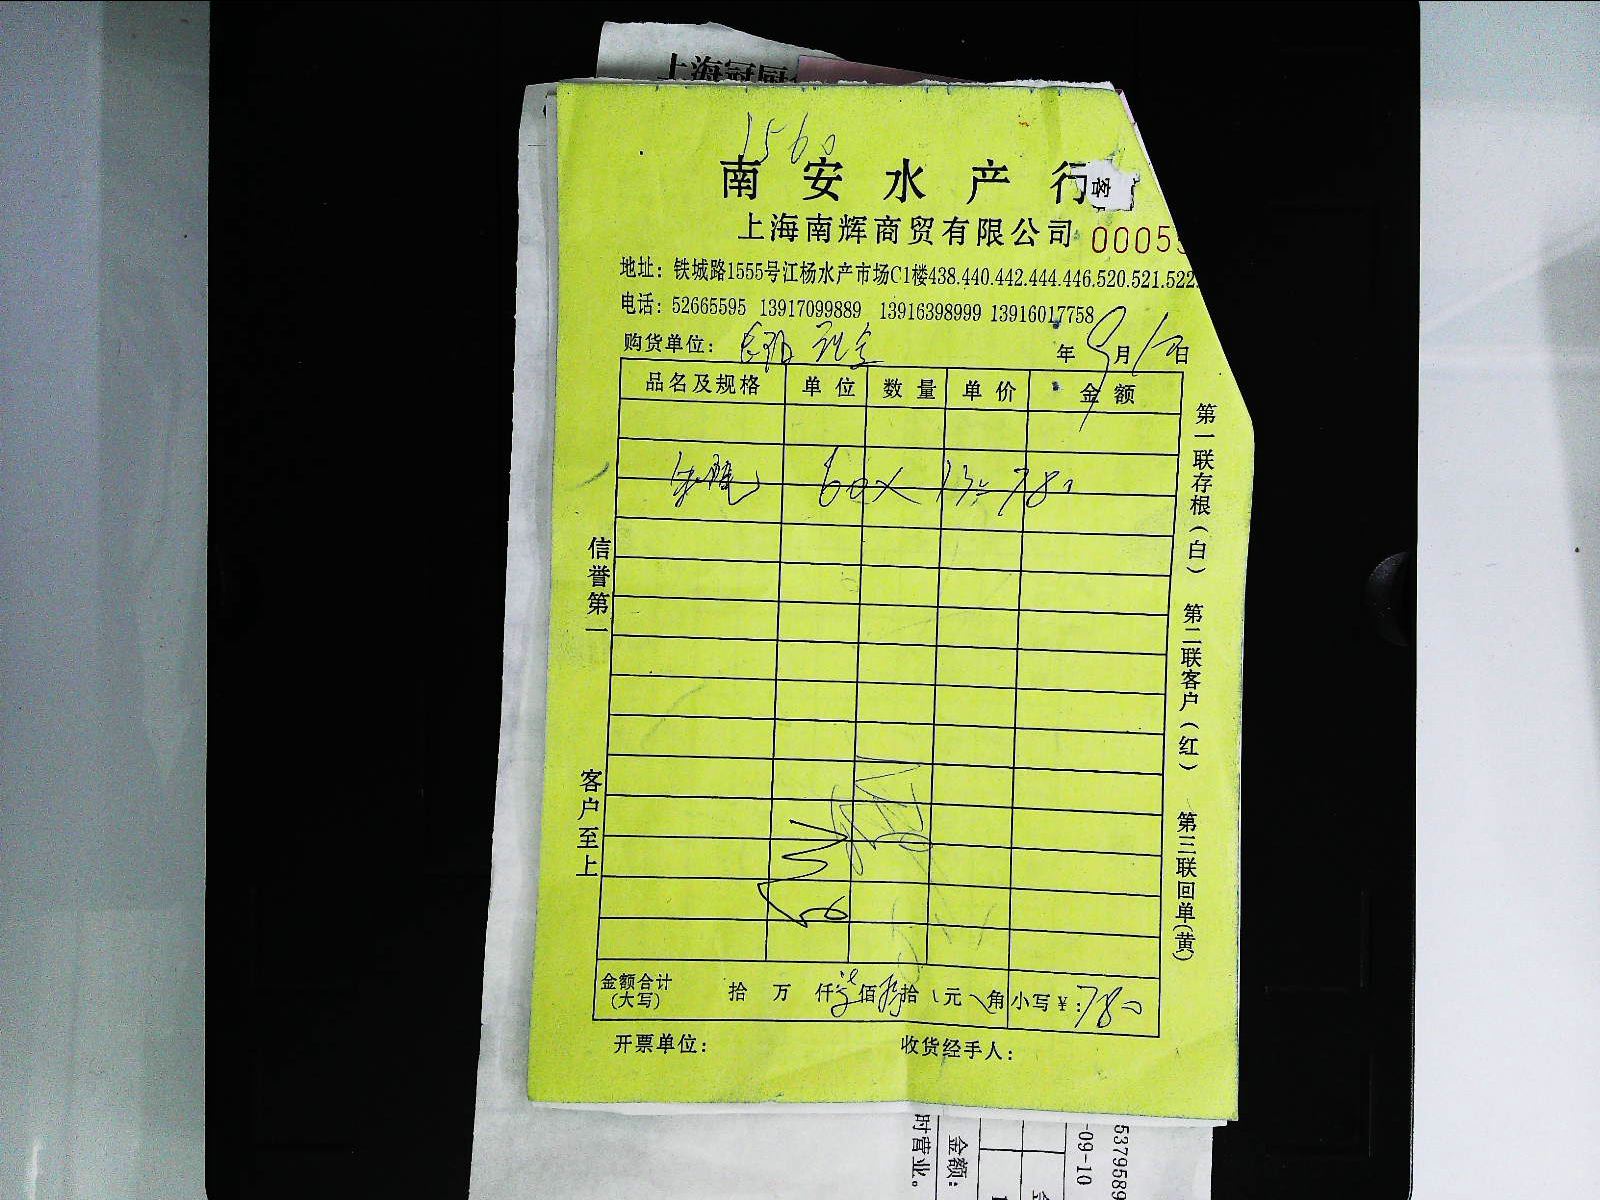 上海冠厨
1560
南安水产行
客
上海南辉商贸有限公司 00055
地址：铁城路1555号江杨水产市场C1楼438.440.442.444.446.520.521.522.
电话：52665595 13917099889 13916398999 13916017758
购货单位： 年9月10日
品名及规格 单位 数量 单价 金额
60 x 13 = 780
信誉第一
客户至上
第一联存根（白） 第二联客户（红） 第三联回单（黄）
金额合计（大写） 拾 万 仟柒佰捌拾 元 角 小写￥：780
开票单位： 收货经手人：
时营业。
金额：
-09-10
5379589